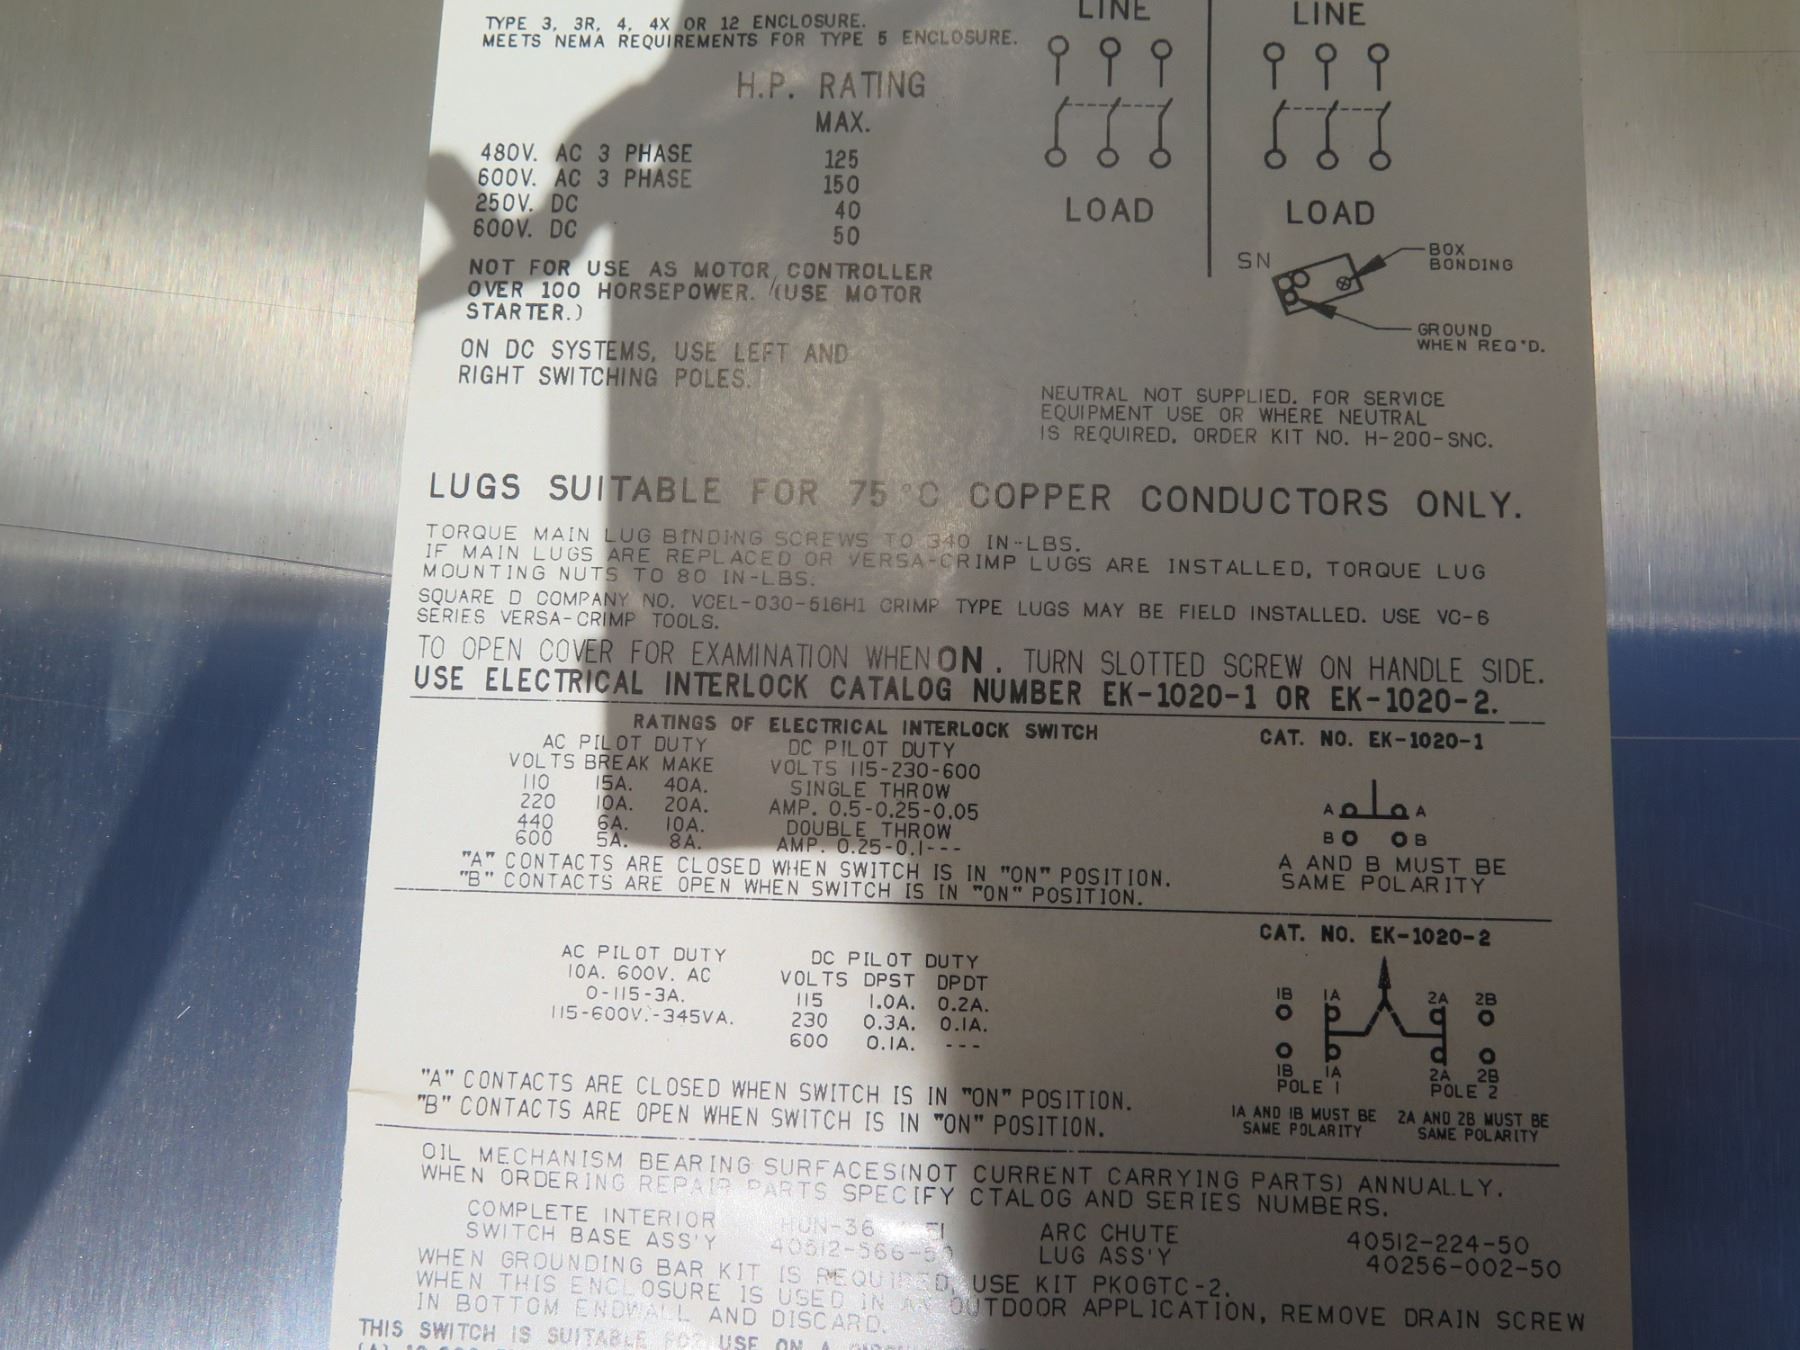 TYPE 3, 3R, 4, 4X OR 12 ENCLOSURE.
MEETS NEMA REQUIREMENTS FOR TYPE 5 ENCLOSURE.
H.P. RATING
MAX.
480V. AC 3 PHASE 125
600V. AC 3 PHASE 150
250V. DC 40
600V. DC 50
NOT FOR USE AS MOTOR CONTROLLER
OVER 100 HORSEPOWER. (USE MOTOR
STARTER.)
ON DC SYSTEMS, USE LEFT AND
RIGHT SWITCHING POLES.
LINE
LOAD
LINE
LOAD
SN
BOX
BONDING
GROUND
WHEN REQ'D.
NEUTRAL NOT SUPPLIED. FOR SERVICE
EQUIPMENT USE OR WHERE NEUTRAL
IS REQUIRED, ORDER KIT NO. H-200-SNC.
LUGS SUITABLE FOR 75°C COPPER CONDUCTORS ONLY.
TORQUE MAIN LUG BINDING SCREWS TO 340 IN-LBS.
IF MAIN LUGS ARE REPLACED OR VERSA-CRIMP LUGS ARE INSTALLED, TORQUE LUG
MOUNTING NUTS TO 80 IN-LBS.
SQUARE D COMPANY NO. VCEL-030-516H1 CRIMP TYPE LUGS MAY BE FIELD INSTALLED. USE VC-6
SERIES VERSA-CRIMP TOOLS.
TO OPEN COVER FOR EXAMINATION WHEN ON. TURN SLOTTED SCREW ON HANDLE SIDE.
USE ELECTRICAL INTERLOCK CATALOG NUMBER EK-1020-1 OR EK-1020-2.
RATINGS OF ELECTRICAL INTERLOCK SWITCH
AC PILOT DUTY
VOLTS BREAK MAKE
110 15A. 40A.
220 10A. 20A.
440 6A. 10A.
600 5A. 8A.
DC PILOT DUTY
VOLTS 115-230-600
SINGLE THROW
AMP. 0.5-0.25-0.05
DOUBLE THROW
AMP. 0.25-0.1---
"A" CONTACTS ARE CLOSED WHEN SWITCH IS IN "ON" POSITION.
"B" CONTACTS ARE OPEN WHEN SWITCH IS IN "ON" POSITION.
CAT. NO. EK-1020-1
A A
B B
A AND B MUST BE
SAME POLARITY
AC PILOT DUTY
10A. 600V. AC
0-115-3A.
115-600V.-345VA.
DC PILOT DUTY
VOLTS DPST DPDT
115 1.0A. 0.2A.
230 0.3A. 0.1A.
600 0.1A. ---
"A" CONTACTS ARE CLOSED WHEN SWITCH IS IN "ON" POSITION.
"B" CONTACTS ARE OPEN WHEN SWITCH IS IN "ON" POSITION.
CAT. NO. EK-1020-2
1B 1A 2A 2B
1B 1A 2A 2B
POLE 1 POLE 2
1A AND 1B MUST BE
SAME POLARITY
2A AND 2B MUST BE
SAME POLARITY
OIL MECHANISM BEARING SURFACES(NOT CURRENT CARRYING PARTS) ANNUALLY.
WHEN ORDERING REPAIR PARTS SPECIFY CTALOG AND SERIES NUMBERS.
COMPLETE INTERIOR
SWITCH BASE ASS'Y 40512-566-50
ARC CHUTE 40512-224-50
LUG ASS'Y 40256-002-50
WHEN GROUNDING BAR KIT IS REQUIRED, USE KIT PKOGTC-2.
WHEN THIS ENCLOSURE IS USED IN AN OUTDOOR APPLICATION, REMOVE DRAIN SCREW
IN BOTTOM ENDWALL AND DISCARD.
THIS SWITCH IS SUITABLE FOR USE ON A